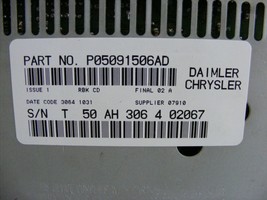 PART NO. P05091506AD
DAIMLER
CHRYSLER
ISSUE 1 RBK CD FINAL 02 A
DATE CODE 3064 1031 SUPPLIER 07910
S/N T 50 AH 306 4 02067